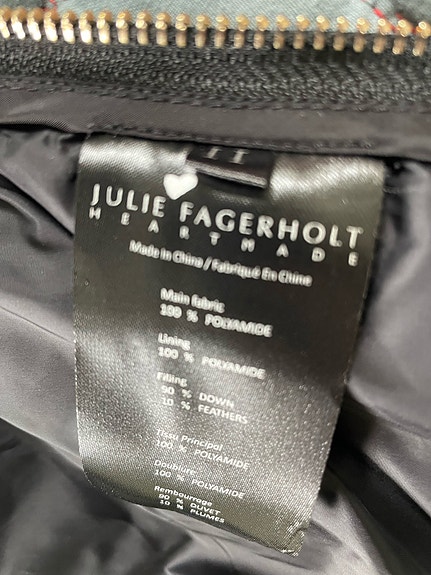 JULIE FAGERHOLT
HEARTMADE
Made in China / Fabriqué En Chine
Main fabric
100 % POLYAMIDE
Lining
100 % POLYAMIDE
Filling
90 % DOWN
10 % FEATHERS
Tissu Principal
100 % POLYAMIDE
Doublure
100 % POLYAMIDE
Rembourrage
90 % DUVET
10 % PLUMES